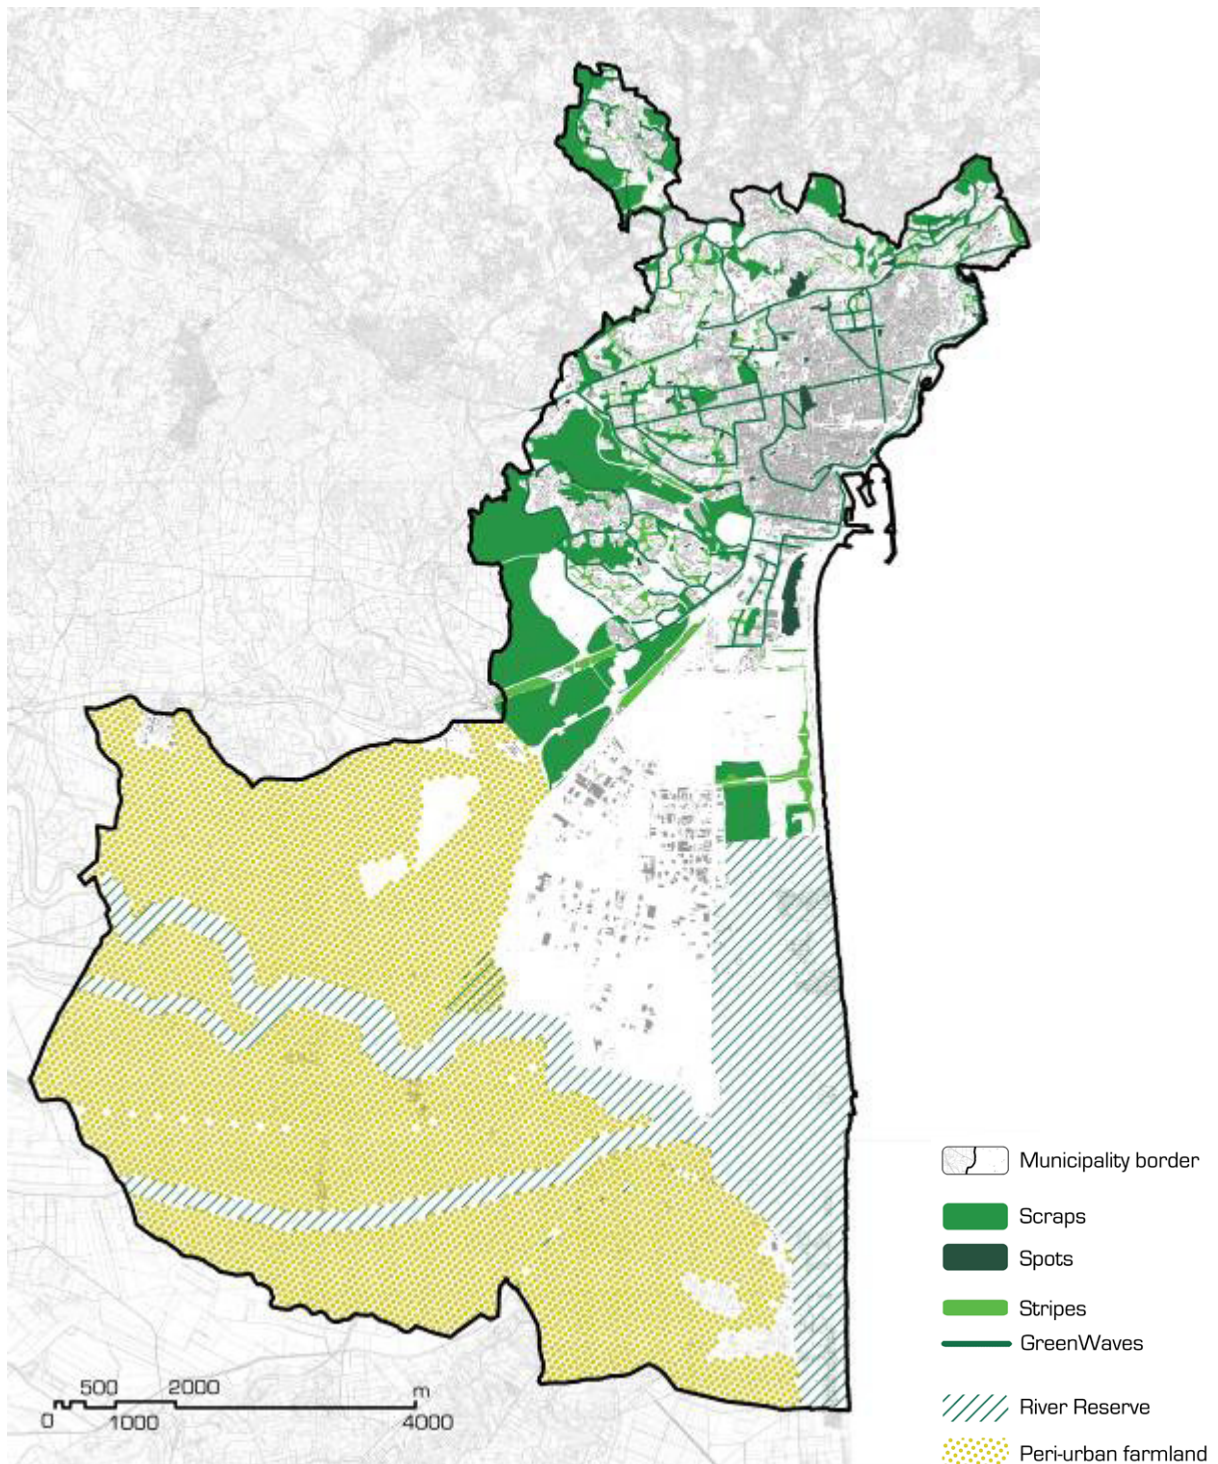 Municipality border
Scraps
Spots
Stripes
GreenWaves
River Reserve
Peri-urban farmland
500 2000 m
0 1000 4000